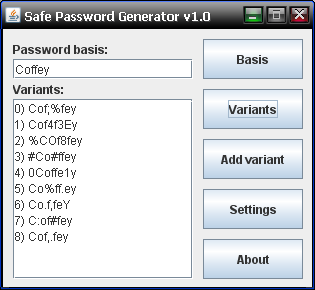 Safe Password Generator v1.0
Password basis:
Coffey
Basis
Variants:
0) Cof;%fey
1) Cof4f3Ey
2) %COf8fey
3) #Co#ffey
4) 0Coffe1y
5) Co%ff.ey
6) Co.f,feY
7) C:of#fey
8) Cof,.fey
Variants
Add variant
Settings
About